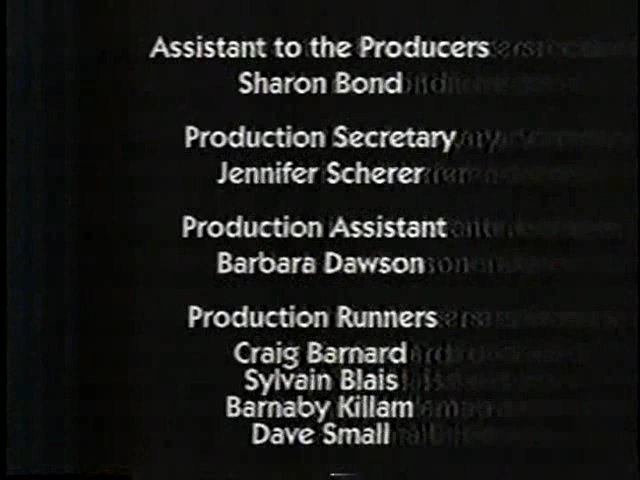 Assistant to the Producers
Sharon Bond
Production Secretary
Jennifer Scherer
Production Assistant
Barbara Dawson
Production Runners
Craig Barnard
Sylvain Blais
Barnaby Killam
Dave Small